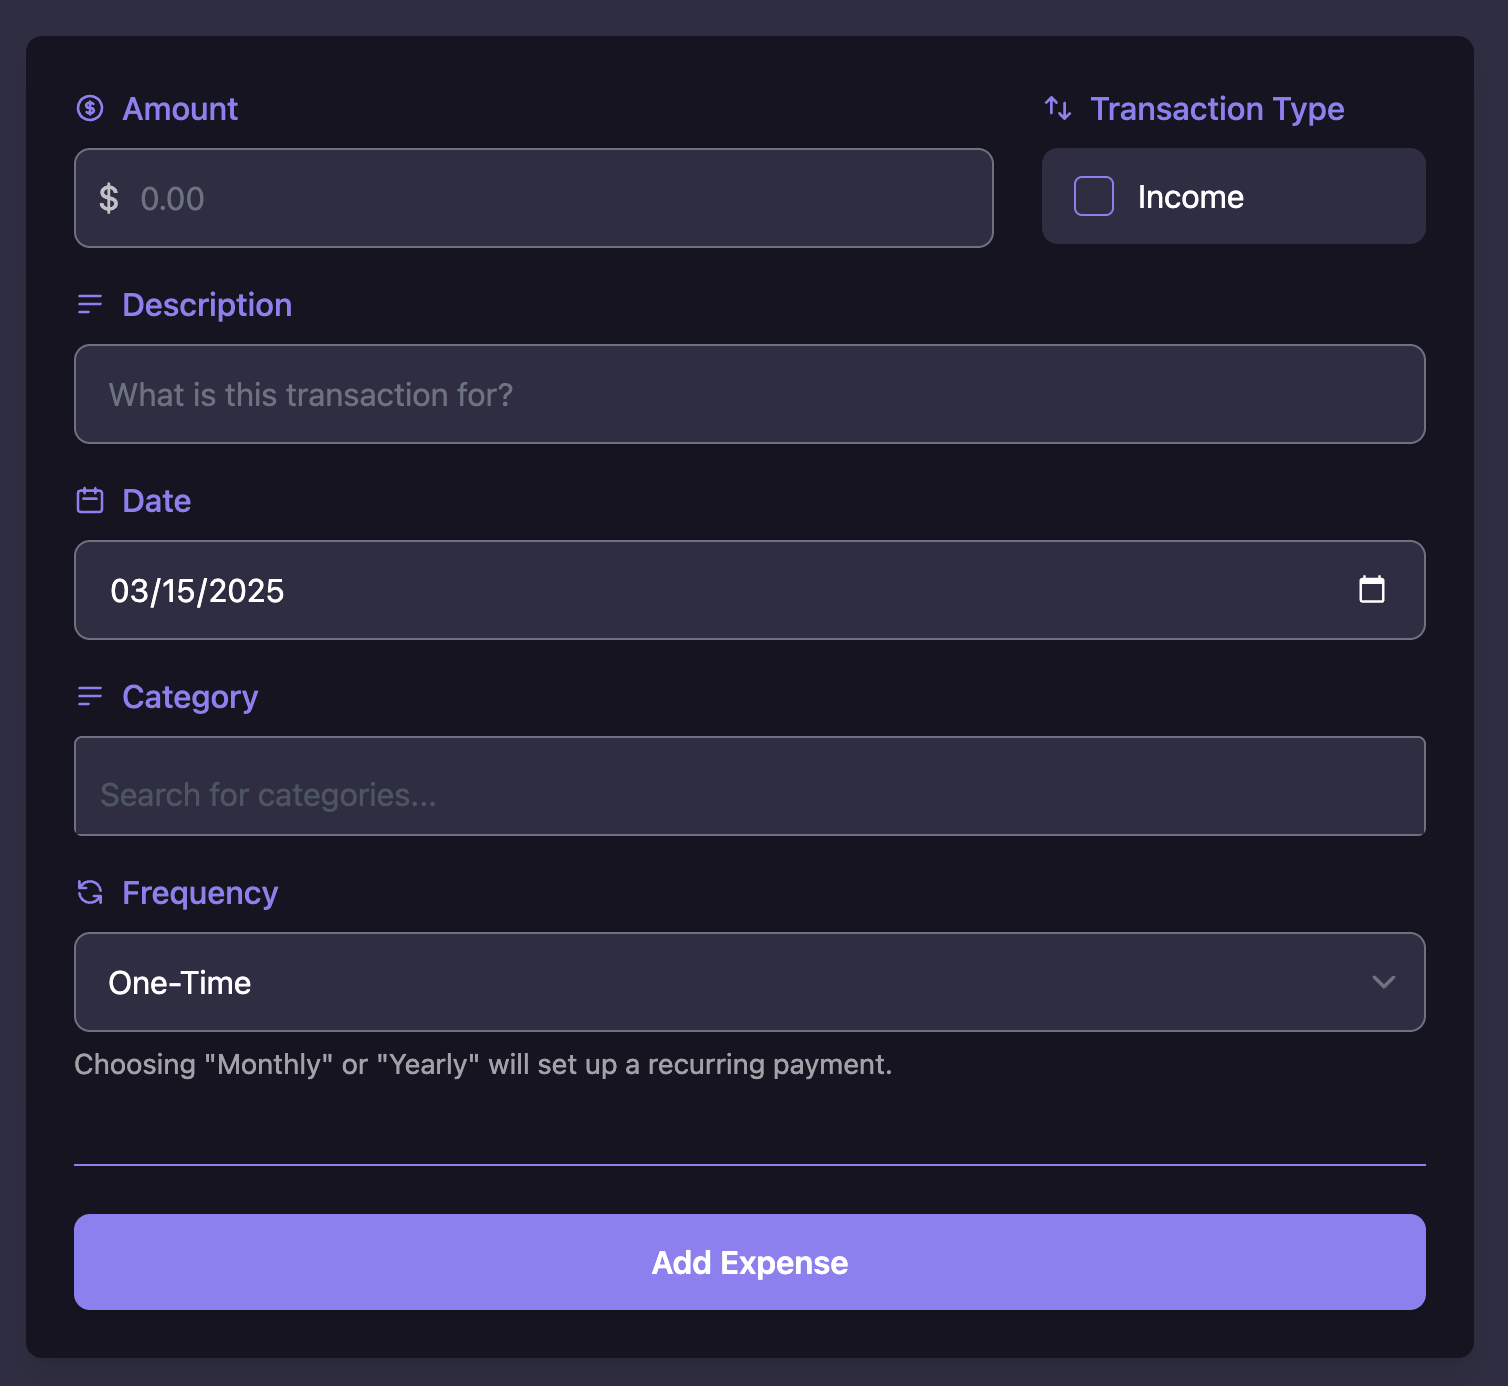 Amount
Transaction Type
$ 0.00
Income
Description
What is this transaction for?
Date
03/15/2025
Category
Search for categories...
Frequency
One-Time
Choosing "Monthly" or "Yearly" will set up a recurring payment.
Add Expense